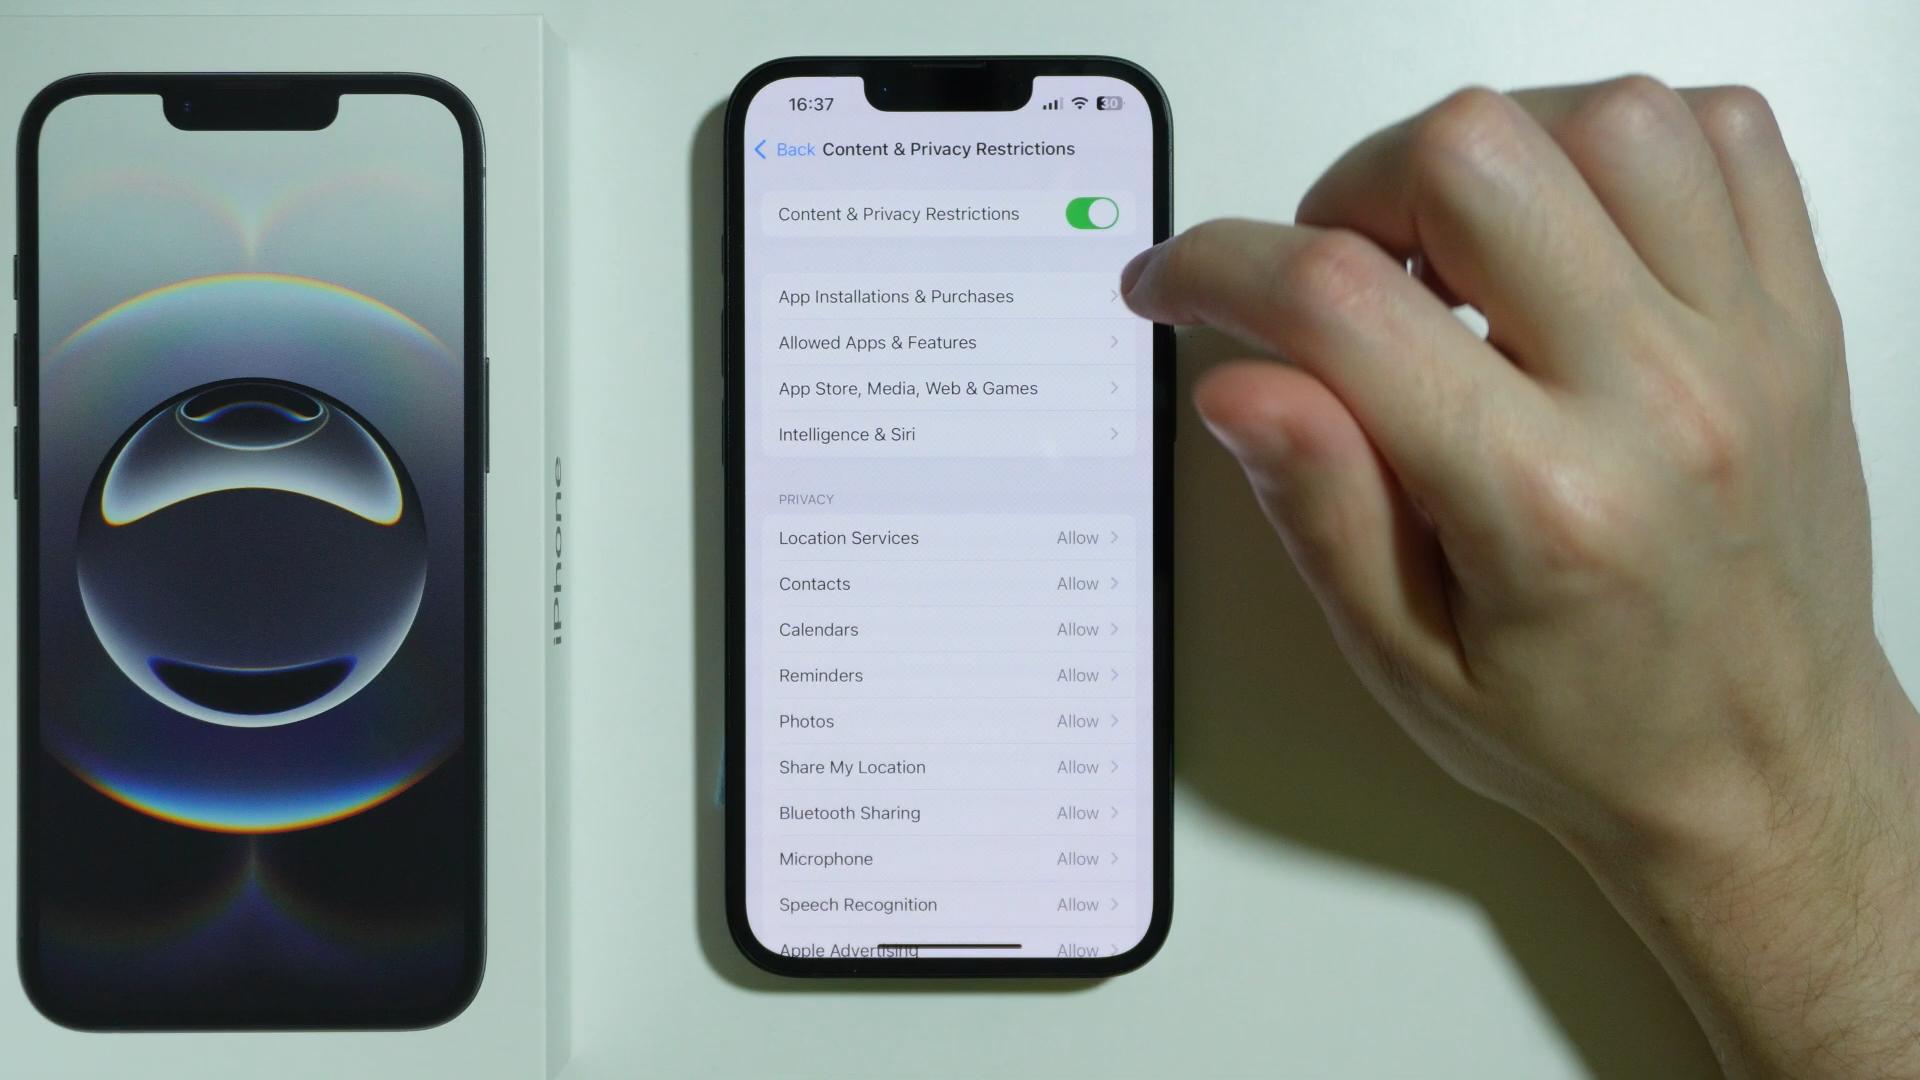 iPhone
16:37
30
Back Content & Privacy Restrictions
Content & Privacy Restrictions
App Installations & Purchases
Allowed Apps & Features
App Store, Media, Web & Games
Intelligence & Siri
PRIVACY
Location Services Allow
Contacts Allow
Calendars Allow
Reminders Allow
Photos Allow
Share My Location Allow
Bluetooth Sharing Allow
Microphone Allow
Speech Recognition Allow
Apple Advertising Allow